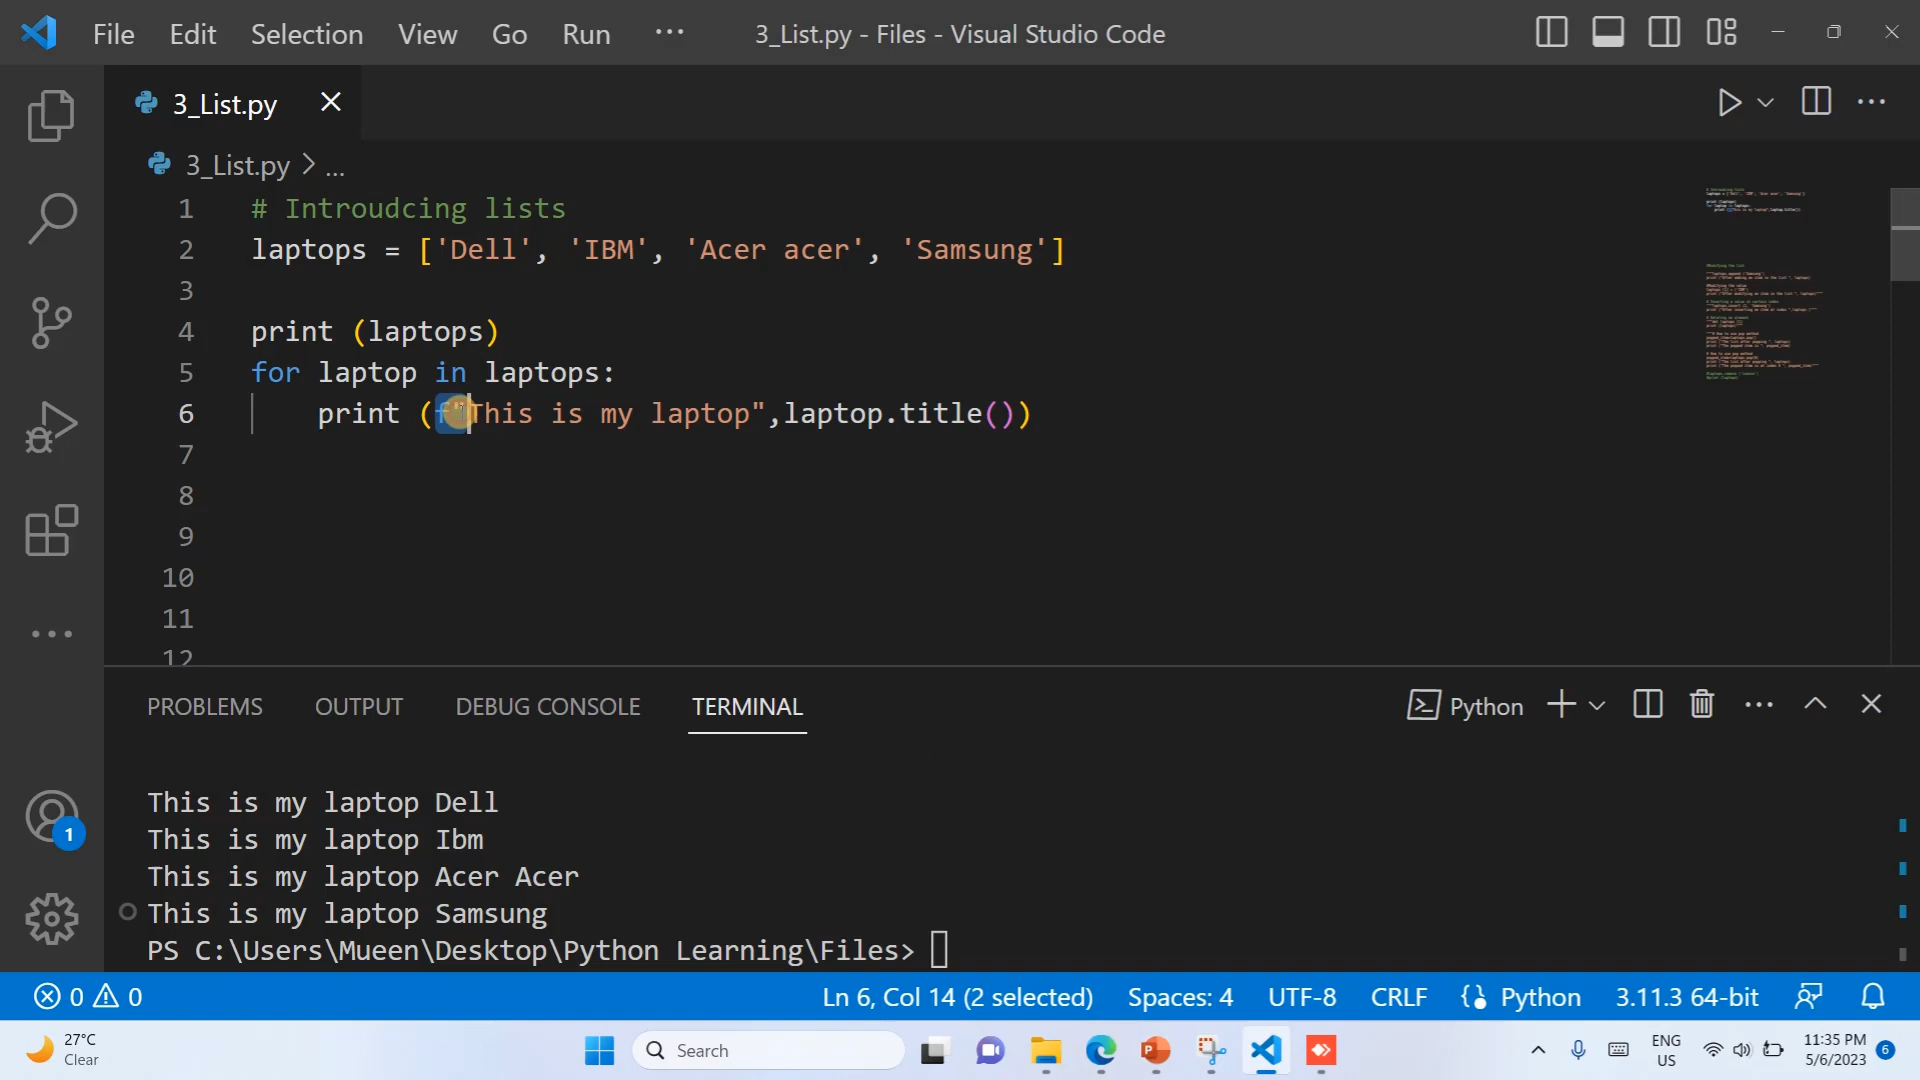 File Edit Selection View Go Run ··· 3_List.py - Files - Visual Studio Code
3_List.py
3_List.py > ...
1 # Introudcing lists
2 laptops = ['Dell', 'IBM', 'Acer acer', 'Samsung']
3
4 print (laptops)
5 for laptop in laptops:
6 print (f"This is my laptop",laptop.title())
7
8
9
10
11
12
PROBLEMS OUTPUT DEBUG CONSOLE TERMINAL Python
This is my laptop Dell
This is my laptop Ibm
This is my laptop Acer Acer
This is my laptop Samsung
PS C:\Users\Mueen\Desktop\Python Learning\Files>
1
0 0 Ln 6, Col 14 (2 selected) Spaces: 4 UTF-8 CRLF Python 3.11.3 64-bit
27°C
Clear
Search
ENG
US
11:35 PM
5/6/2023
6